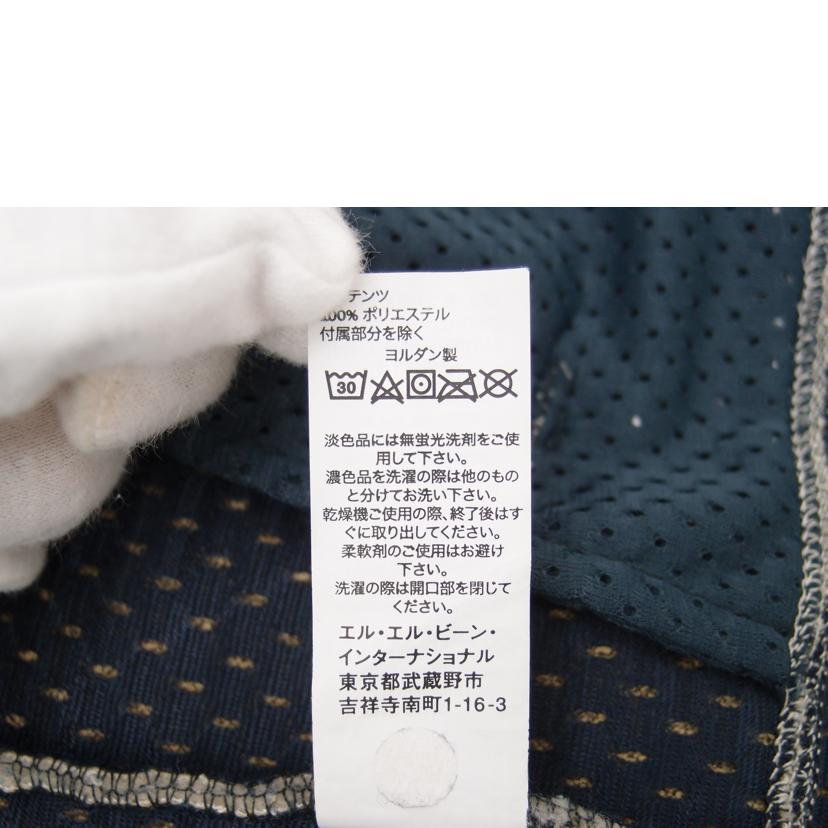 テンツ
100% ポリエステル
付属部分を除く
ヨルダン製
30
淡色品には無蛍光洗剤をご使
用して下さい。
濃色品を洗濯の際は他のもの
と分けてお洗い下さい。
乾燥機ご使用の際、終了後はす
ぐに取り出してください。
柔軟剤のご使用はお避け
下さい。
洗濯の際は開口部を閉じて
ください。
エル・エル・ビーン・
インターナショナル
東京都武蔵野市
吉祥寺南町1-16-3